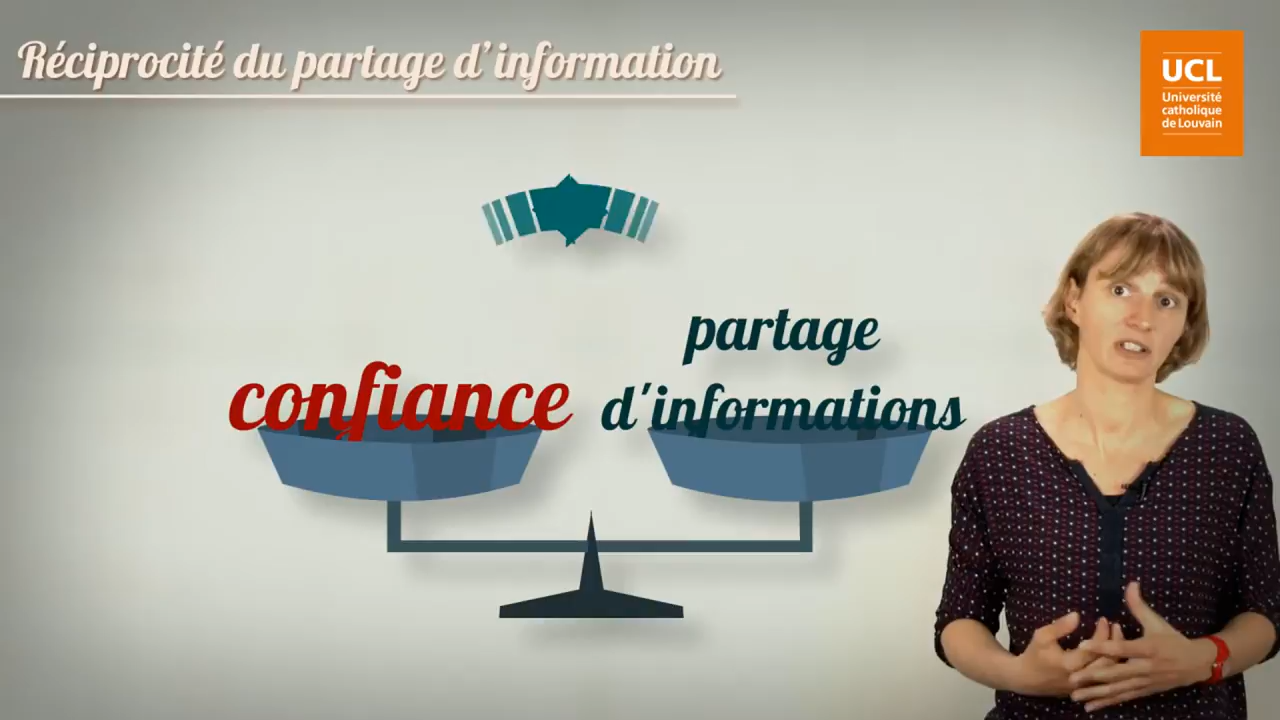 Réciprocité du partage d’information
UCL
Université
catholique
de Louvain
partage
confiance
d'informations